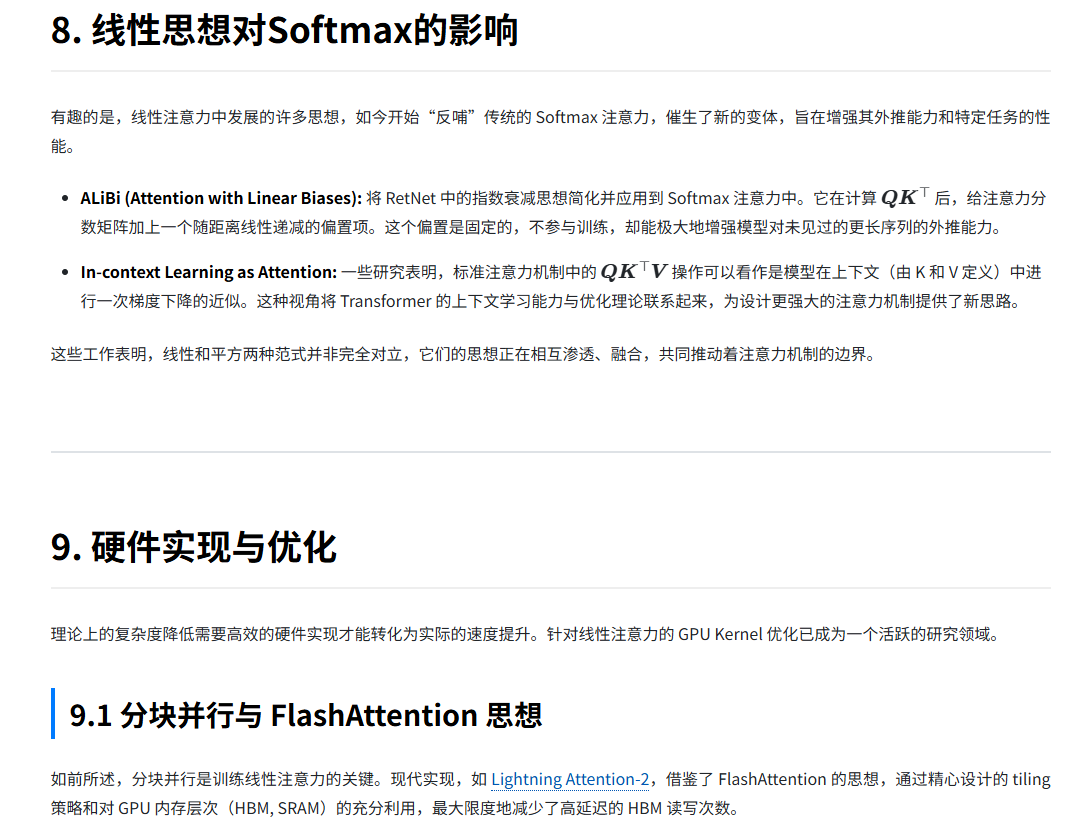 8. 线性思想对Softmax的影响
有趣的是，线性注意力中发展的许多思想，如今开始“反哺”传统的 Softmax 注意力，催生了新的变体，旨在增强其外推能力和特定任务的性
能。
• ALiBi (Attention with Linear Biases): 将 RetNet 中的指数衰减思想简化并应用到 Softmax 注意力中。它在计算 QK⊤ 后，给注意力分
数矩阵加上一个随距离线性递减的偏置项。这个偏置是固定的，不参与训练，却能极大地增强模型对未见过的更长序列的外推能力。
• In-context Learning as Attention: 一些研究表明，标准注意力机制中的 QK⊤V 操作可以看作是模型在上下文（由 K 和 V 定义）中进
行一次梯度下降的近似。这种视角将 Transformer 的上下文学习能力与优化理论联系起来，为设计更强大的注意力机制提供了新思路。
这些工作表明，线性和平方两种范式并非完全对立，它们的思想正在相互渗透、融合，共同推动着注意力机制的边界。
9. 硬件实现与优化
理论上的复杂度降低需要高效的硬件实现才能转化为实际的速度提升。针对线性注意力的 GPU Kernel 优化已成为一个活跃的研究领域。
9.1 分块并行与 FlashAttention 思想
如前所述，分块并行是训练线性注意力的关键。现代实现，如 Lightning Attention-2，借鉴了 FlashAttention 的思想，通过精心设计的 tiling
策略和对 GPU 内存层次（HBM, SRAM）的充分利用，最大限度地减少了高延迟的 HBM 读写次数。